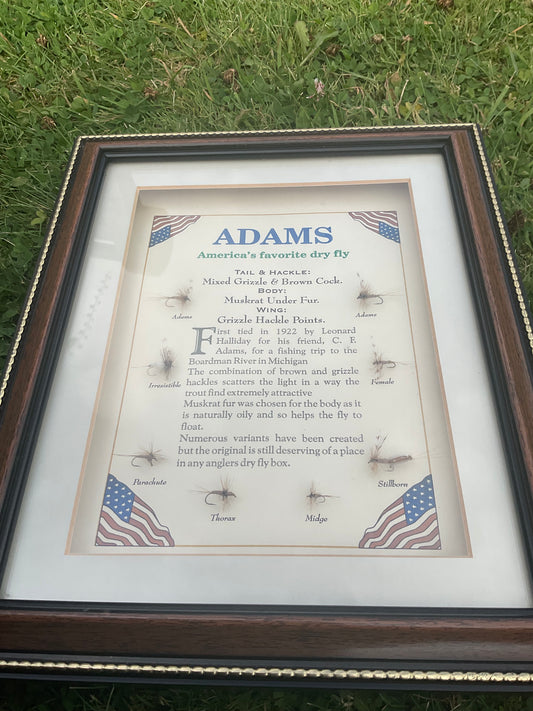 ADAMS
America's favorite dry fly
TAIL & HACKLE:
Mixed Grizzle & Brown Cock.
BODY:
Muskrat Under Fur.
WING:
Grizzle Hackle Points.
First tied in 1922 by Leonard
Halliday for his friend, C. F.
Adams, for a fishing trip to the
Boardman River in Michigan
The combination of brown and grizzle
hackles scatters the light in a way the
trout find extremely attractive
Muskrat fur was chosen for the body as it
is naturally oily and so helps the fly to
float.
Numerous variants have been created
but the original is still deserving of a place
in any anglers dry fly box.
Adams
Adams
Irresistible
Female
Parachute
Stillborn
Thorax
Midge